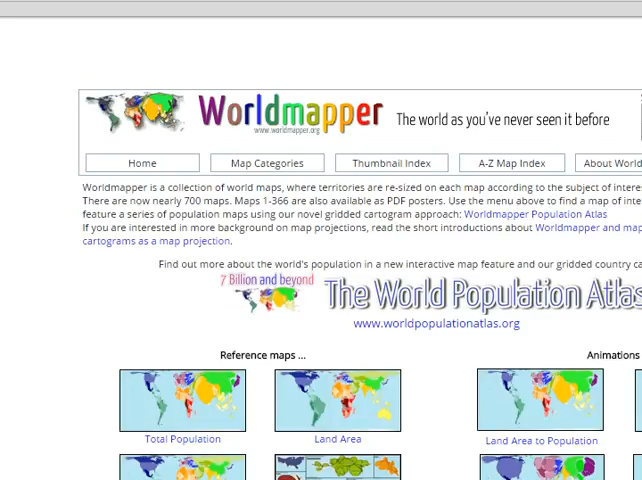 Worldmapper The world as you've never seen it before
www.worldmapper.org
Home Map Categories Thumbnail Index A-Z Map Index About World
Worldmapper is a collection of world maps, where territories are re-sized on each map according to the subject of interes
There are now nearly 700 maps. Maps 1-366 are also available as PDF posters. Use the menu above to find a map of inte
feature a series of population maps using our novel gridded cartogram approach: Worldmapper Population Atlas
If you are interested in more background on map projections, read the short introductions about Worldmapper and map
cartograms as a map projection.
Find out more about the world's population in a new interactive map feature and our gridded country ca
7 Billion and beyond The World Population Atlas
www.worldpopulationatlas.org
Reference maps ... Animations
Total Population Land Area Land Area to Population